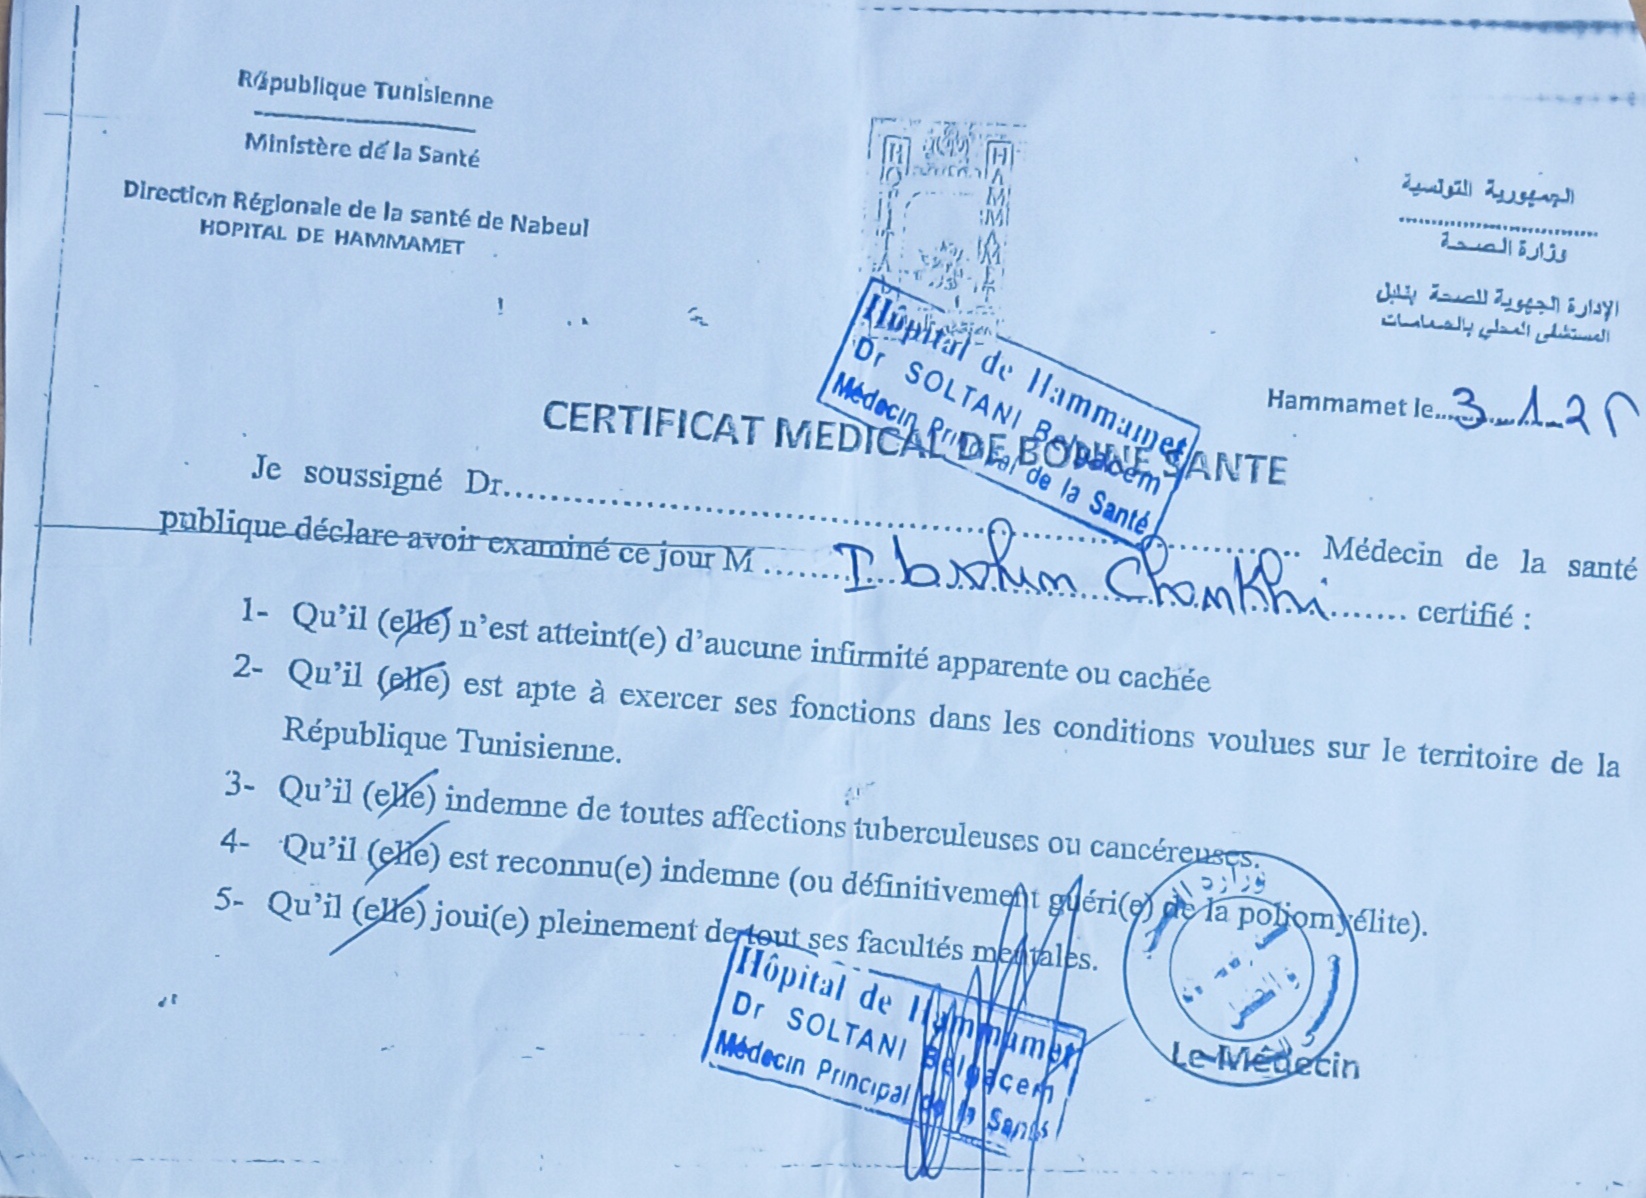 République Tunisienne
Ministère de la Santé
Direction Régionale de la santé de Nabeul
HOPITAL DE HAMMAMET
الجمهورية التونسية
وزارة الصحة
الإدارة الجهوية للصحة بنابل
المستشفى المحلي بالحمامات
HOPITAL
HAMMAMET
Hôpital de Hammamet
Dr SOLTANI Belgacem
Médecin Principal de la Santé
Hammamet le.....3-1-25
CERTIFICAT MEDICAL DE BONNE SANTE
Je soussigné Dr........................ Médecin de la santé
publique déclare avoir examiné ce jour M ........ Ibrahim Chankhi ....... certifié :
1- Qu'il (elle) n'est atteint(e) d'aucune infirmité apparente ou cachée
2- Qu'il (elle) est apte à exercer ses fonctions dans les conditions voulues sur le territoire de la
République Tunisienne.
3- Qu'il (elle) indemne de toutes affections tuberculeuses ou cancéreuses.
4- Qu'il (elle) est reconnu(e) indemne (ou définitivement guéri(e) de la poliomyélite).
5- Qu'il (elle) joui(e) pleinement de tout ses facultés mentales.
وزارة
Hôpital de Hammamet
Dr SOLTANI Belgacem
Médecin Principal de la Santé
Le Médecin